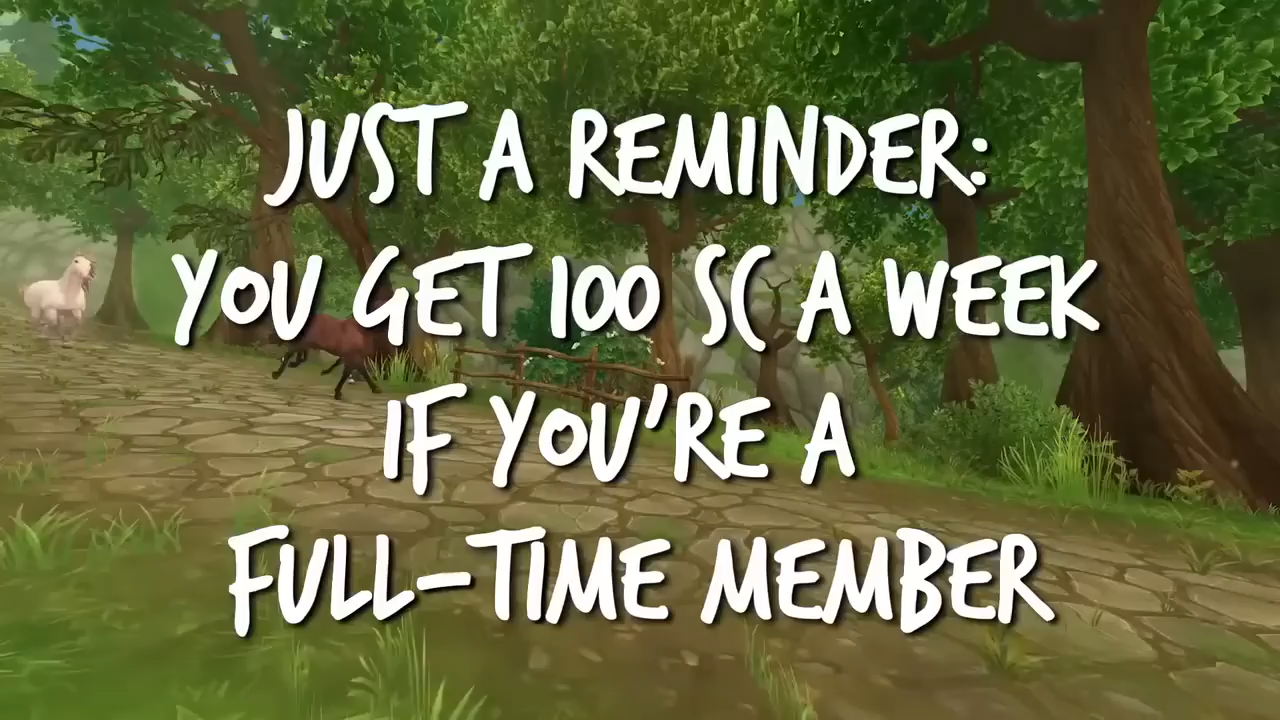 JUST A REMINDER:
YOU GET 100 SC A WEEK
IF YOU'RE A
FULL-TIME MEMBER